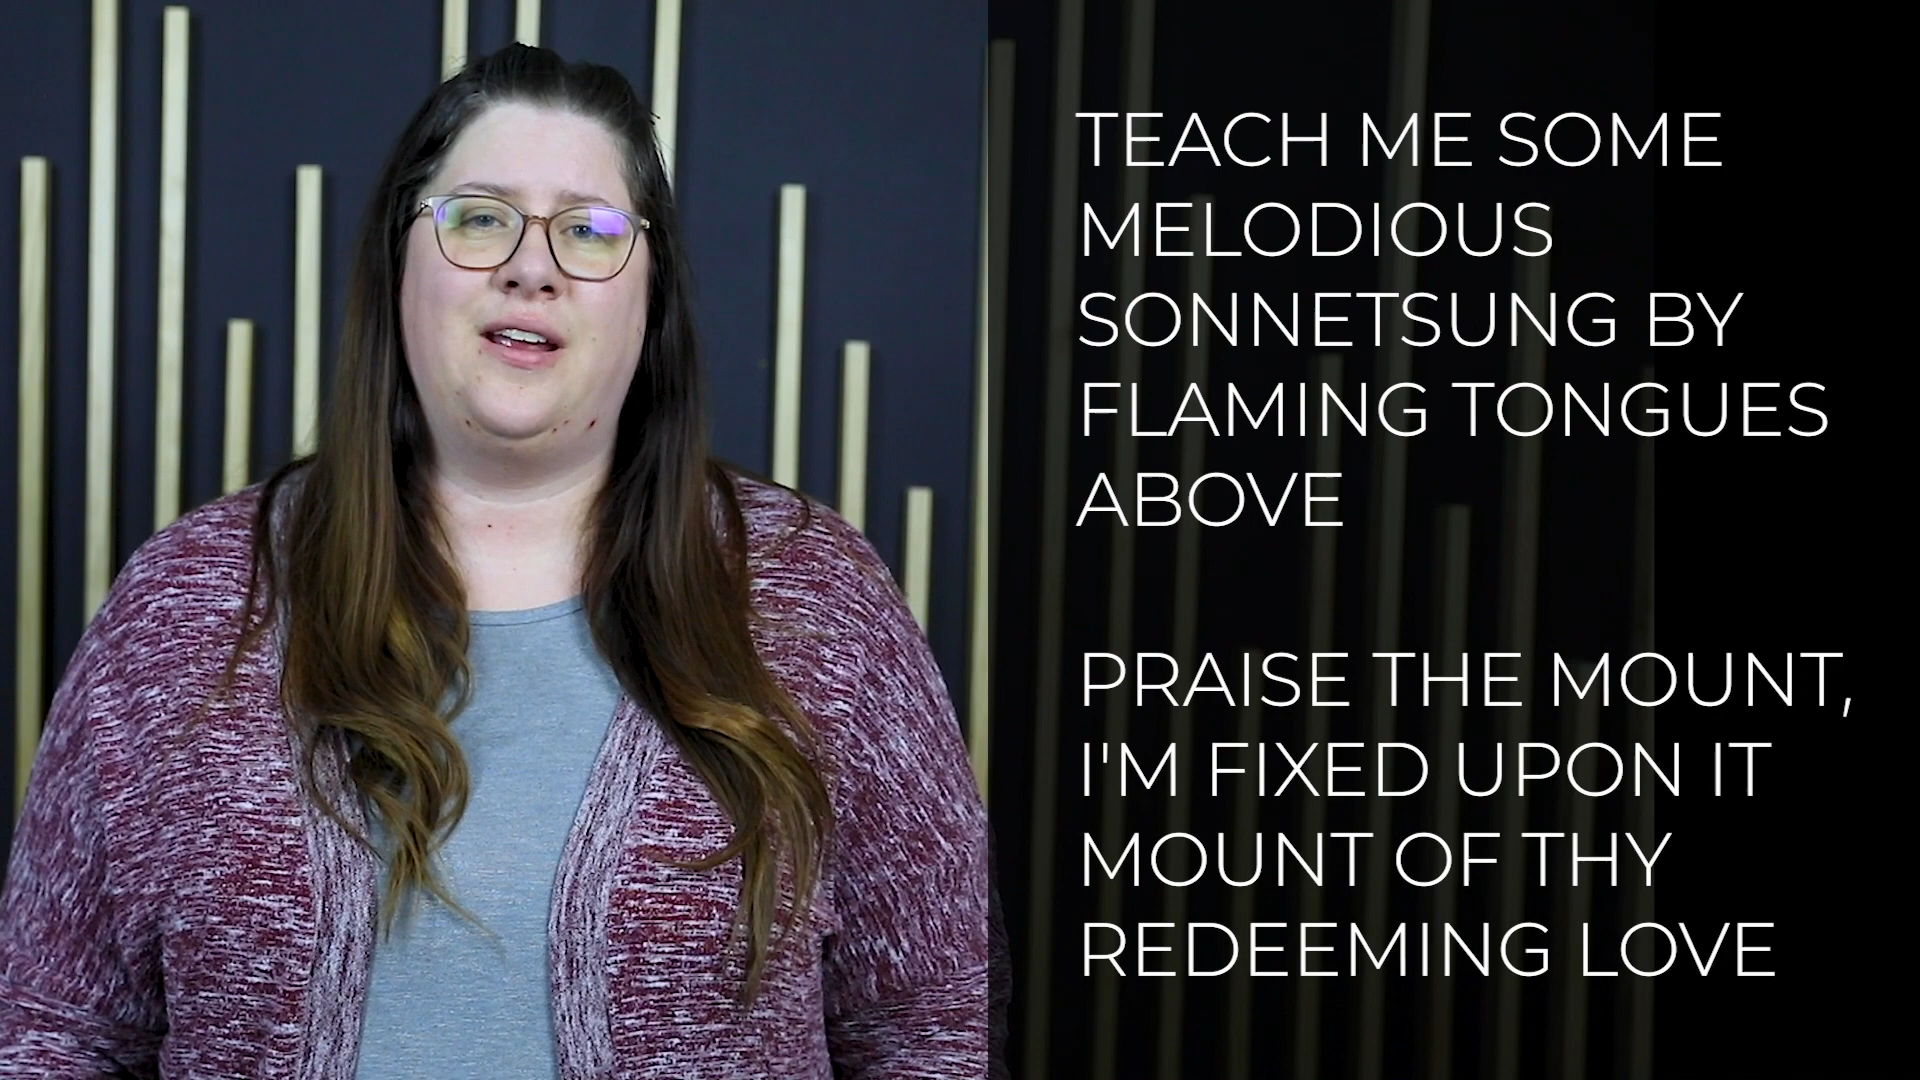 TEACH ME SOME
MELODIOUS
SONNETSUNG BY
FLAMING TONGUES
ABOVE
PRAISE THE MOUNT,
I'M FIXED UPON IT
MOUNT OF THY
REDEEMING LOVE